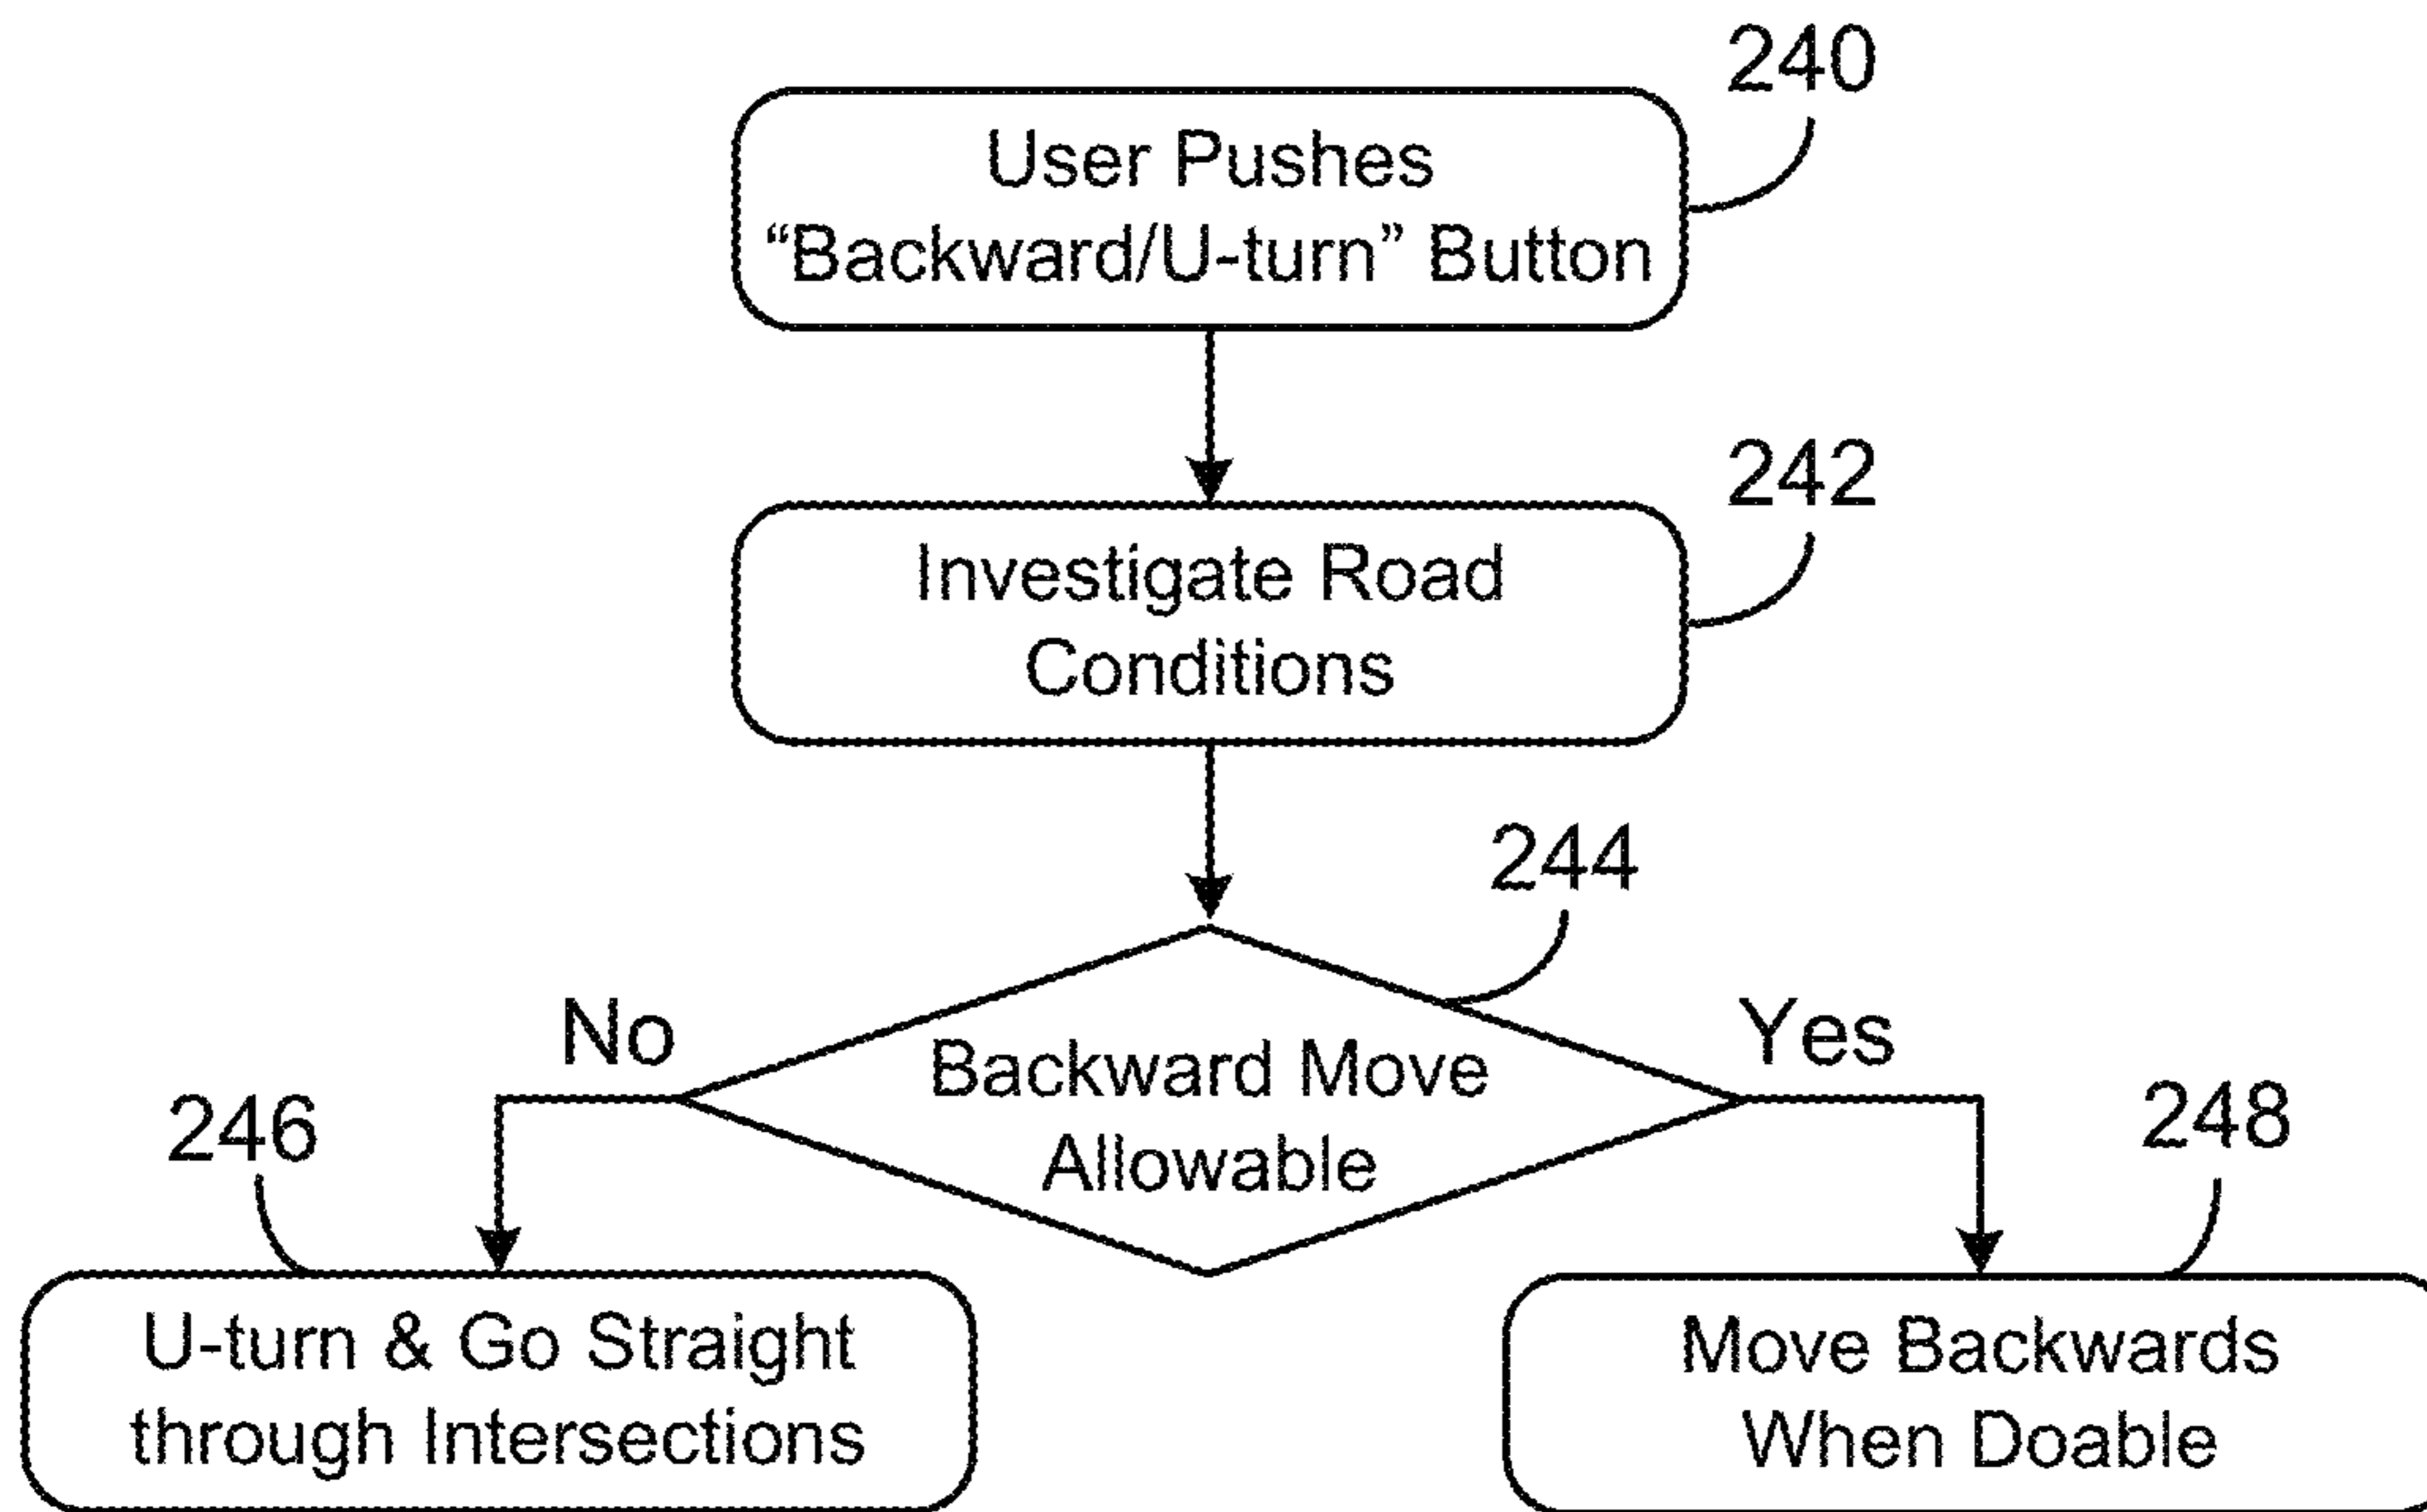 240
User Pushes
“Backward/U-turn” Button
242
Investigate Road
Conditions
244
No
Yes
Backward Move
Allowable
246
248
U-turn & Go Straight
through Intersections
Move Backwards
When Doable